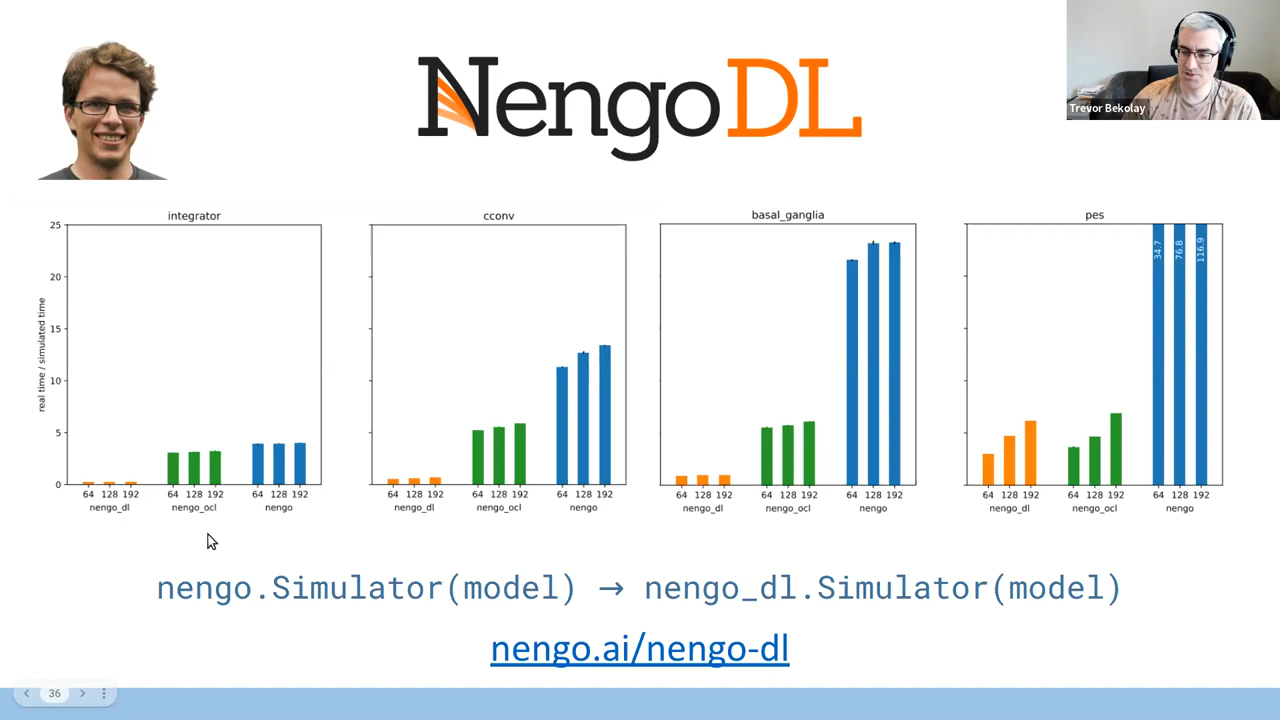 NengoDL
Trevor Bekolay
integrator
cconv
basal_ganglia
pes
real time / simulated time
25
20
15
10
5
0
34.7
76.8
116.9
64 128 192 64 128 192 64 128 192
nengo_dl nengo_ocl nengo
64 128 192 64 128 192 64 128 192
nengo_dl nengo_ocl nengo
64 128 192 64 128 192 64 128 192
nengo_dl nengo_ocl nengo
64 128 192 64 128 192 64 128 192
nengo_dl nengo_ocl nengo
nengo.Simulator(model) → nengo_dl.Simulator(model)
nengo.ai/nengo-dl
36